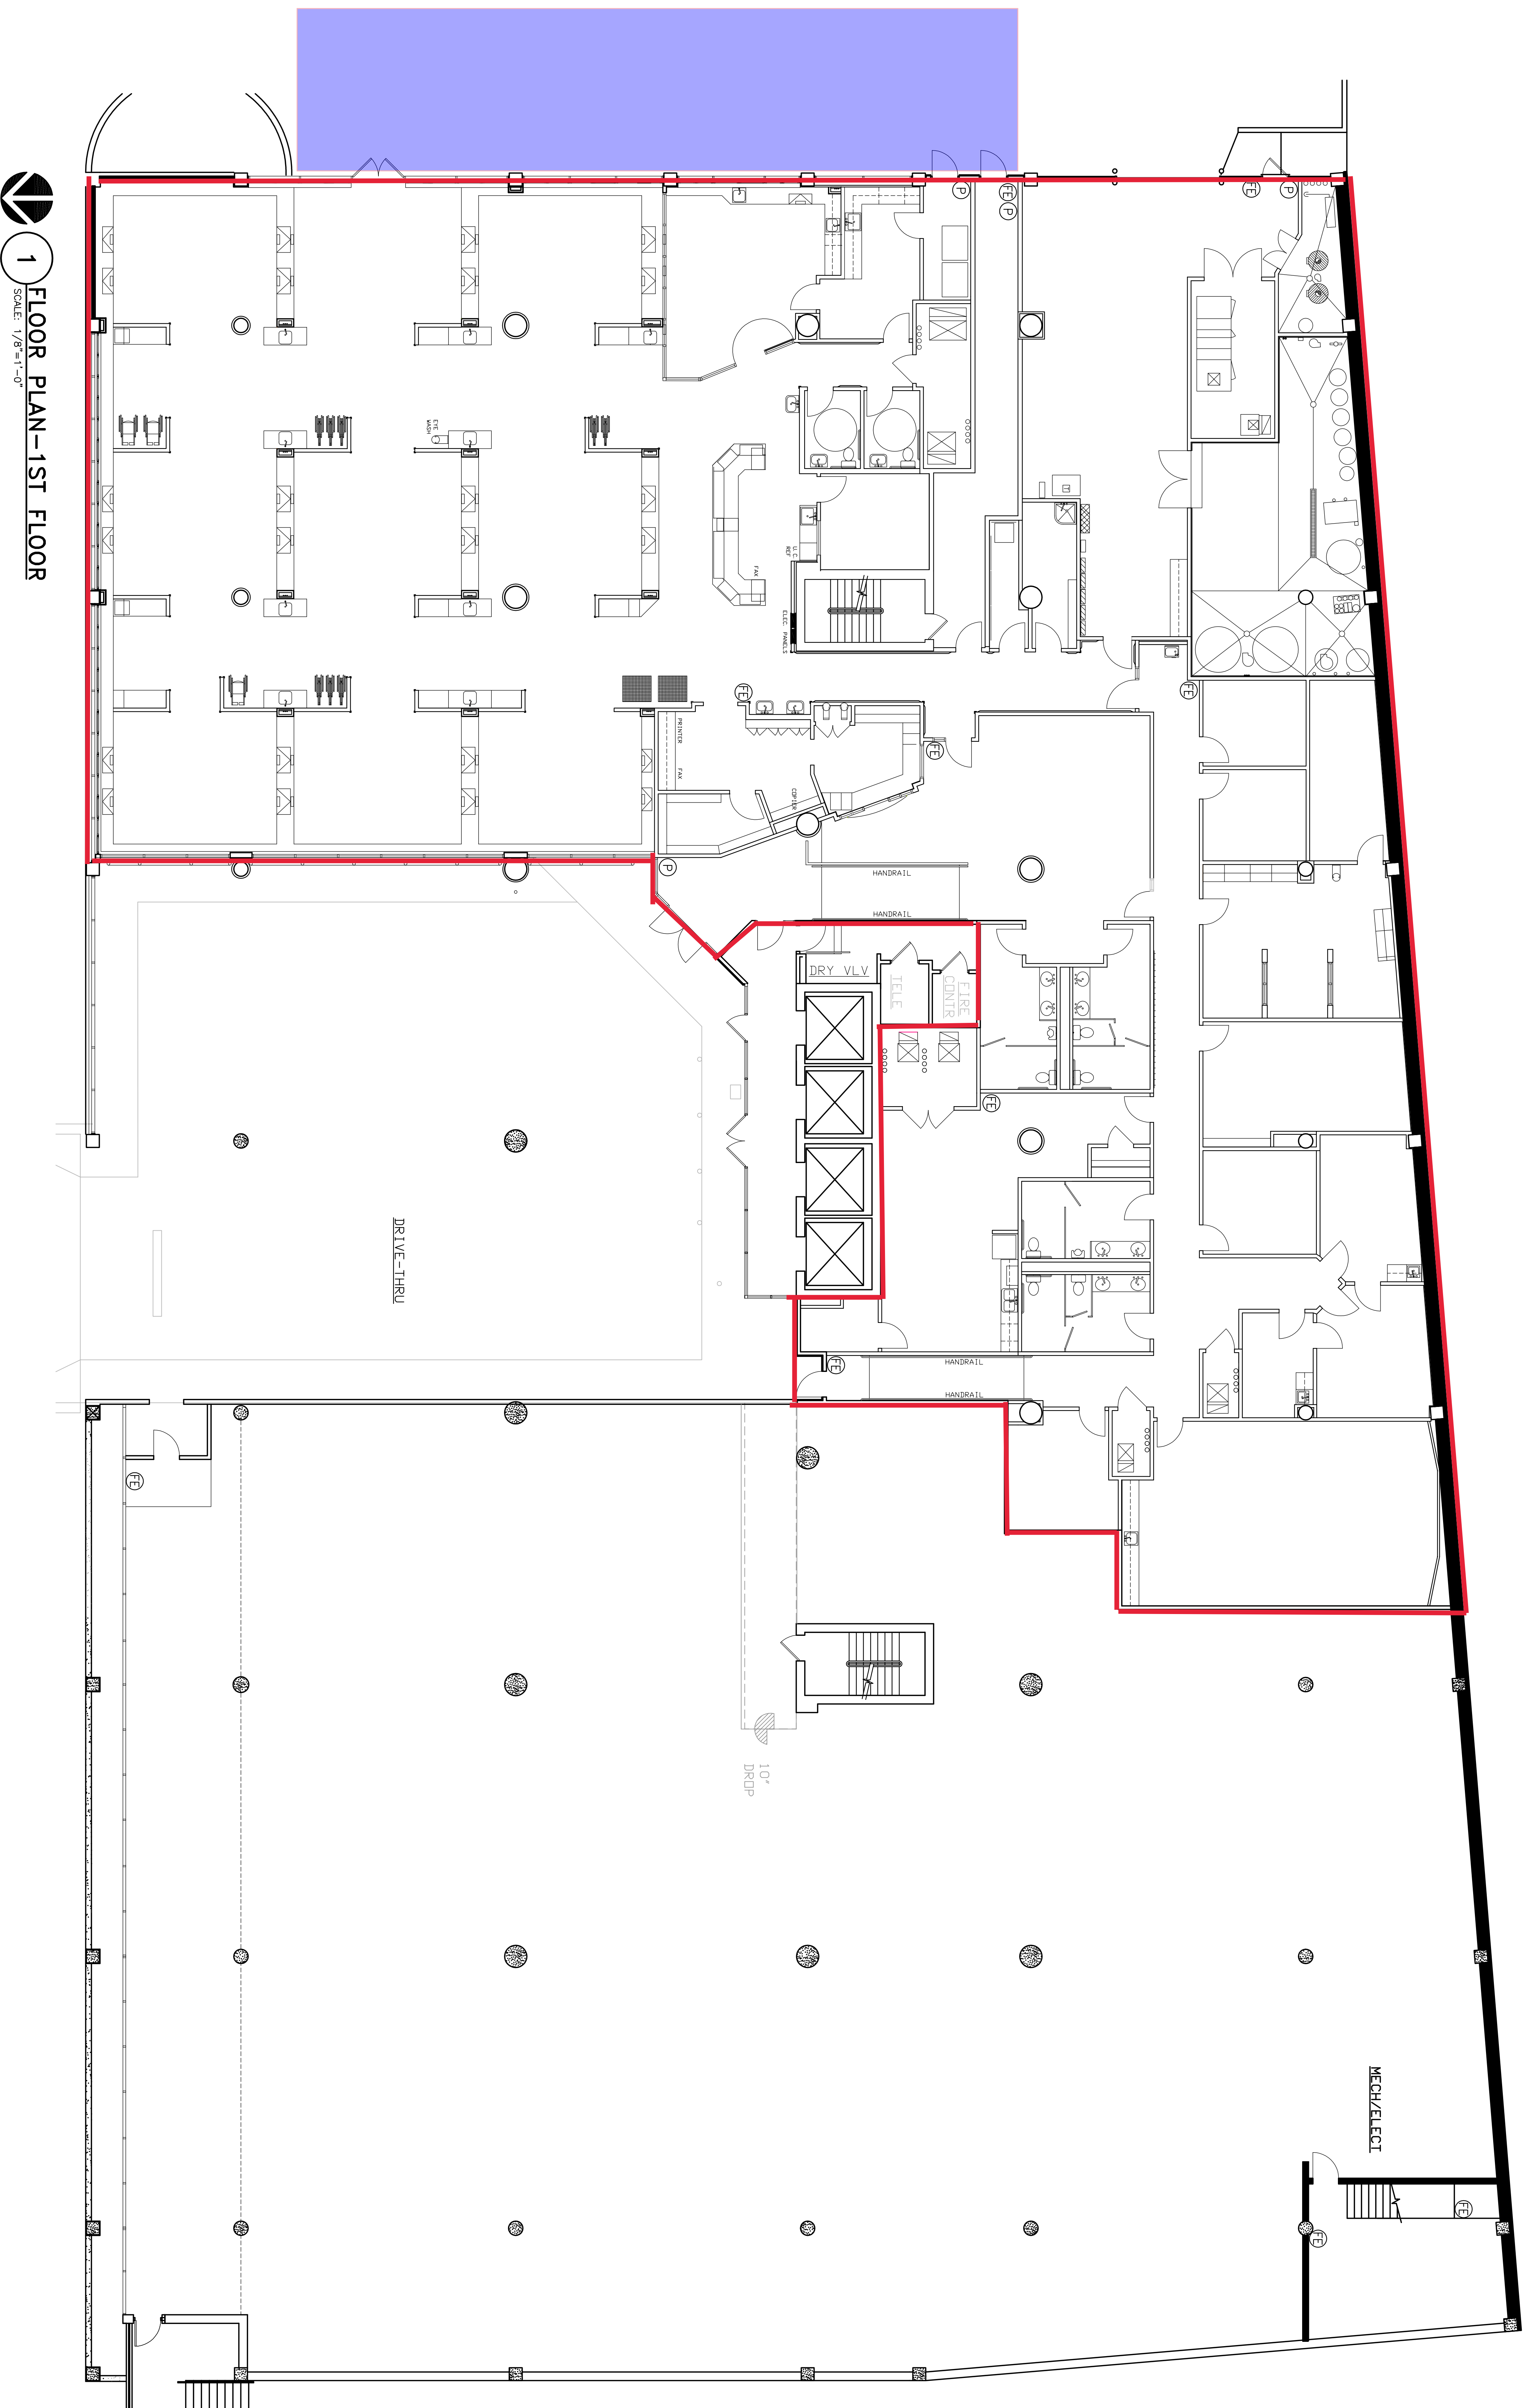 1
FLOOR PLAN-1ST FLOOR
SCALE: 1/8"=1'-0"
P
FE
P
FE
P
EYE
WASH
FAX
U.C.
REF
ELEC. PANELS
FE
FE
PRINTER
FAX
COPIER
FE
P
HANDRAIL
HANDRAIL
DRY VLV
TELE
FIRE
CONTR
FE
DRIVE-THRU
HANDRAIL
HANDRAIL
FE
FE
10"
DROP
MECH/ELECT
FE
FE